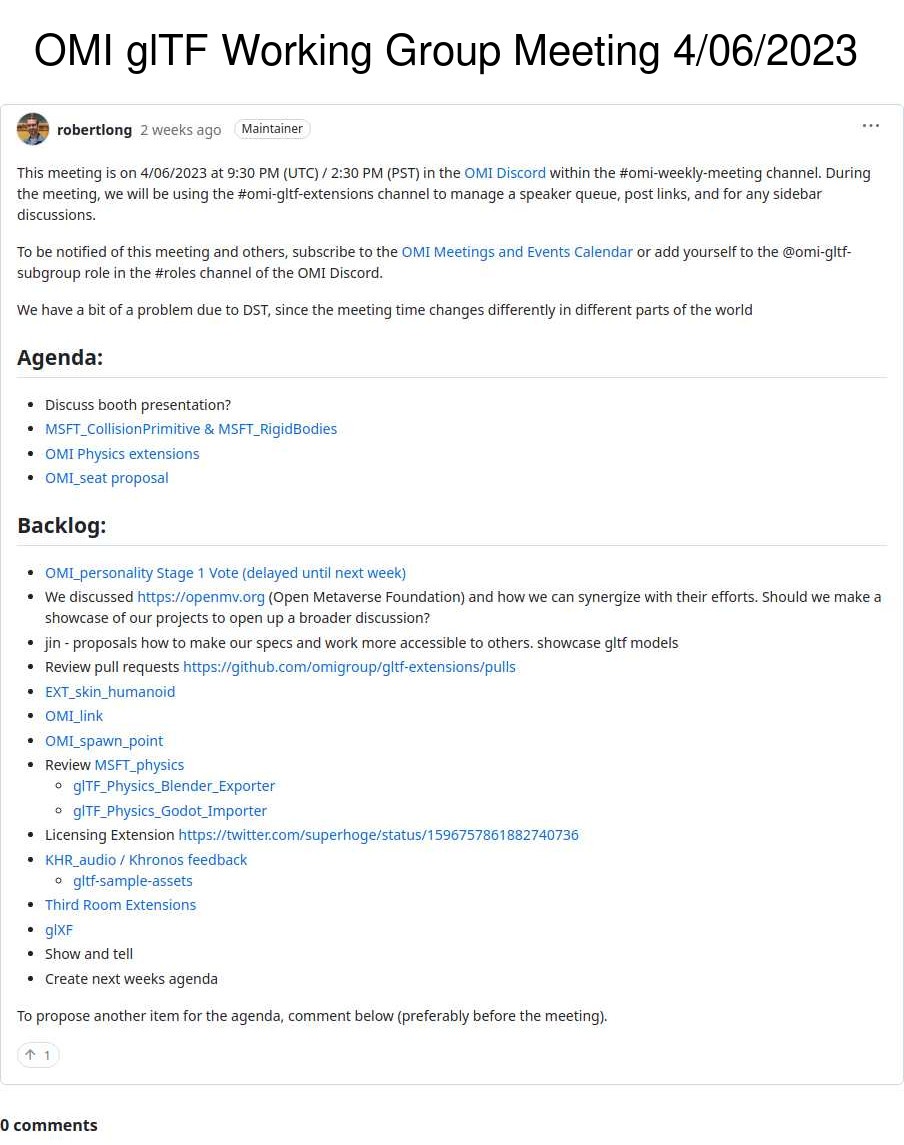 OMI glTF Working Group Meeting 4/06/2023
robertlong 2 weeks ago Maintainer ...
This meeting is on 4/06/2023 at 9:30 PM (UTC) / 2:30 PM (PST) in the OMI Discord within the #omi-weekly-meeting channel. During
the meeting, we will be using the #omi-gltf-extensions channel to manage a speaker queue, post links, and for any sidebar
discussions.
To be notified of this meeting and others, subscribe to the OMI Meetings and Events Calendar or add yourself to the @omi-gltf-
subgroup role in the #roles channel of the OMI Discord.
We have a bit of a problem due to DST, since the meeting time changes differently in different parts of the world
Agenda:
• Discuss booth presentation?
• MSFT_CollisionPrimitive & MSFT_RigidBodies
• OMI Physics extensions
• OMI_seat proposal
Backlog:
• OMI_personality Stage 1 Vote (delayed until next week)
• We discussed https://openmv.org (Open Metaverse Foundation) and how we can synergize with their efforts. Should we make a
showcase of our projects to open up a broader discussion?
• jin - proposals how to make our specs and work more accessible to others. showcase gltf models
• Review pull requests https://github.com/omigroup/gltf-extensions/pulls
• EXT_skin_humanoid
• OMI_link
• OMI_spawn_point
• Review MSFT_physics
◦ glTF_Physics_Blender_Exporter
◦ glTF_Physics_Godot_Importer
• Licensing Extension https://twitter.com/superhoge/status/1596757861882740736
• KHR_audio / Khronos feedback
◦ gltf-sample-assets
• Third Room Extensions
• glXF
• Show and tell
• Create next weeks agenda
To propose another item for the agenda, comment below (preferably before the meeting).
↑ 1
0 comments